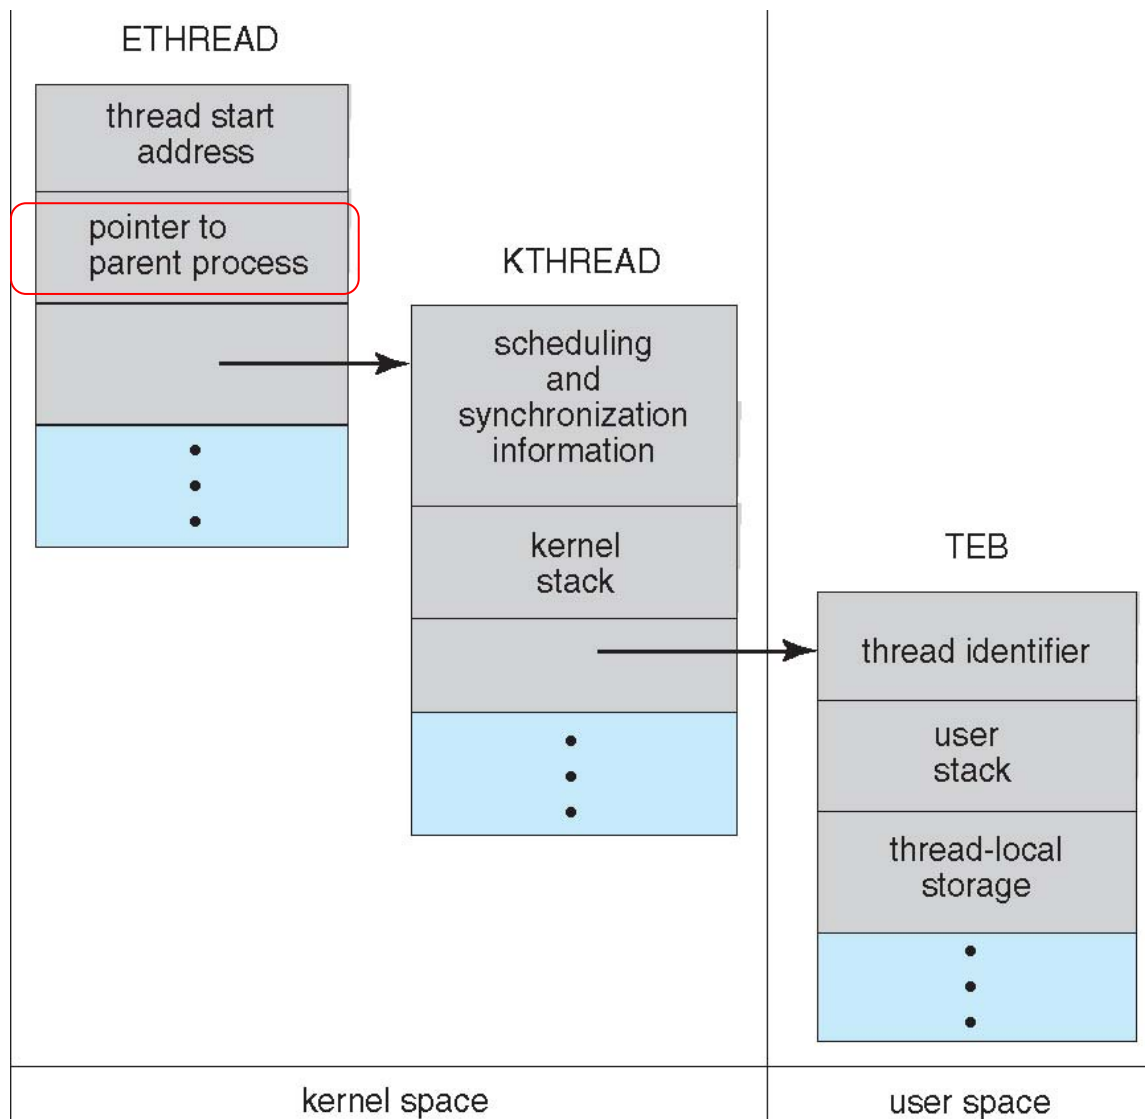 ETHREAD
thread start
address
pointer to
parent process
KTHREAD
scheduling
and
synchronization
information
kernel
stack
TEB
thread identifier
user
stack
thread-local
storage
kernel space
user space